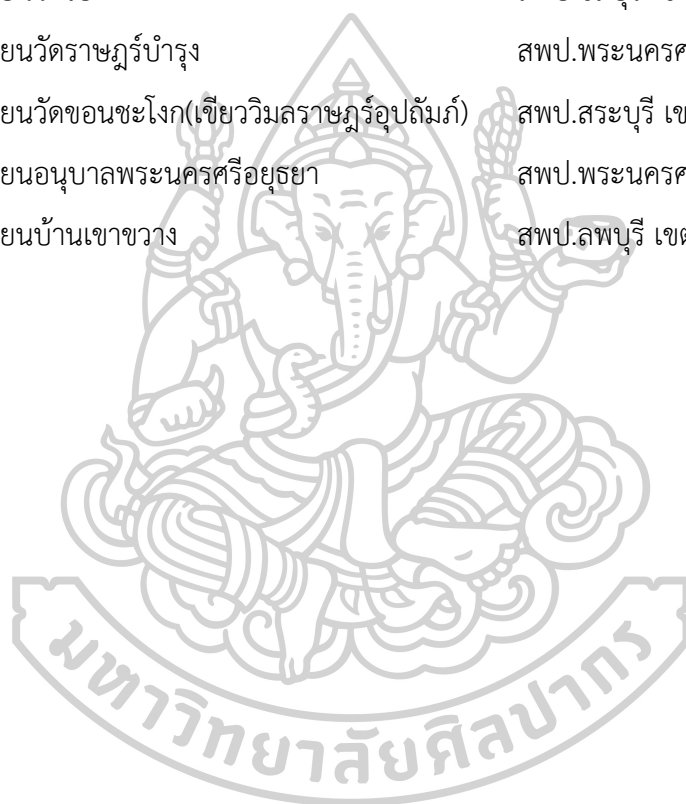 ยนวัดราษฎร์บำรุง สพป.พระนครศ
ยนวัดขอนชะโงก(เขียววิมลราษฎร์อุปถัมภ์) สพป.สระบุรี เข
ยนอนุบาลพระนครศรีอยุธยา สพป.พระนครศ
ยนบ้านเขาขวาง สพป.ลพบุรี เขต
มหาวิทยาลัยศิลปากร